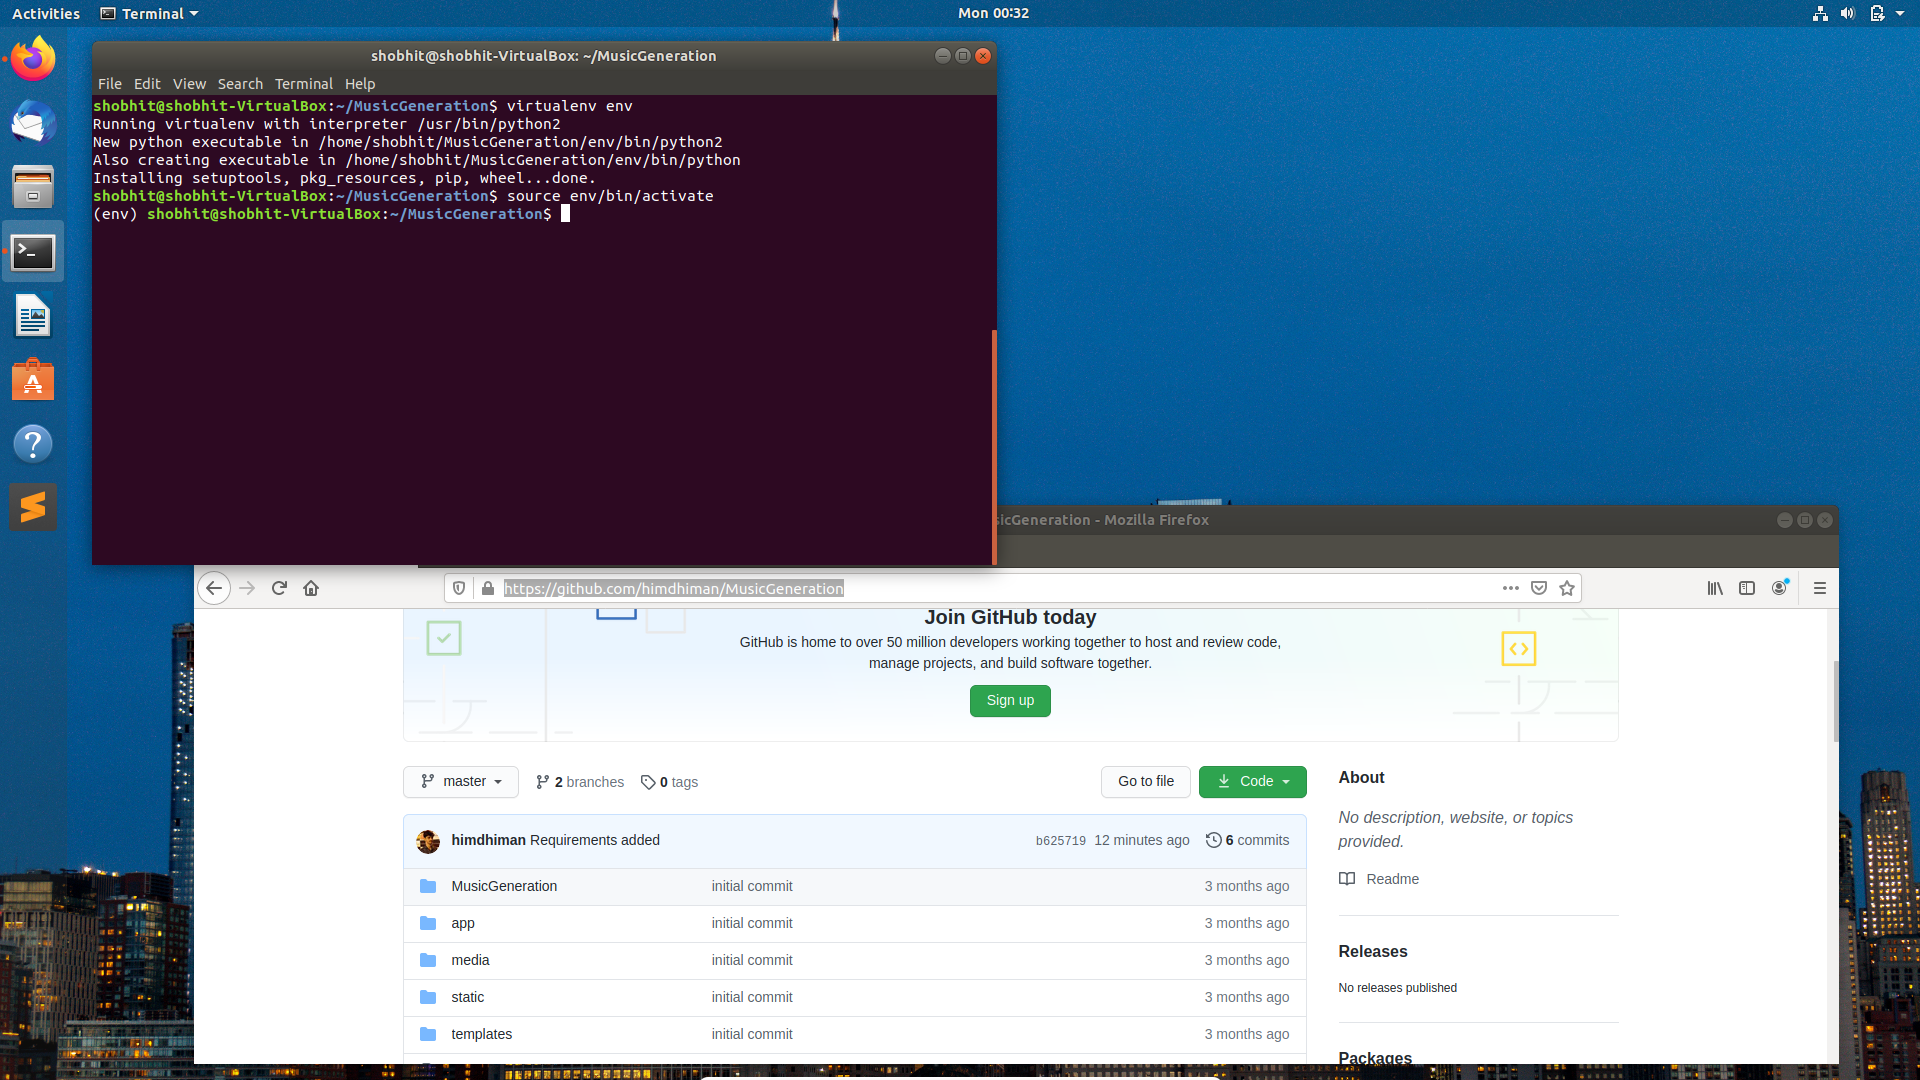 Activities Terminal Mon 00:32
shobhit@shobhit-VirtualBox: ~/MusicGeneration
File Edit View Search Terminal Help
shobhit@shobhit-VirtualBox:~/MusicGeneration$ virtualenv env
Running virtualenv with interpreter /usr/bin/python2
New python executable in /home/shobhit/MusicGeneration/env/bin/python2
Also creating executable in /home/shobhit/MusicGeneration/env/bin/python
Installing setuptools, pkg_resources, pip, wheel...done.
shobhit@shobhit-VirtualBox:~/MusicGeneration$ source env/bin/activate
(env) shobhit@shobhit-VirtualBox:~/MusicGeneration$
sicGeneration - Mozilla Firefox
https://github.com/himdhiman/MusicGeneration
Join GitHub today
GitHub is home to over 50 million developers working together to host and review code,
manage projects, and build software together.
Sign up
master 2 branches 0 tags Go to file Code
himdhiman Requirements added b625719 12 minutes ago 6 commits
MusicGeneration initial commit 3 months ago
app initial commit 3 months ago
media initial commit 3 months ago
static initial commit 3 months ago
templates initial commit 3 months ago
About
No description, website, or topics
provided.
Readme
Releases
No releases published
Packages